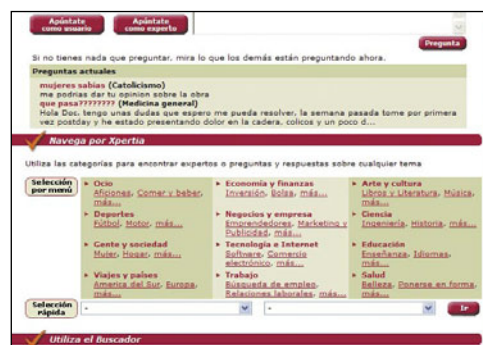 Apúntate
como usuario
Apúntate
como experto
Pregunta
Si no tienes nada que preguntar, mira lo que los demás están preguntando ahora.
Preguntas actuales
mujeres sabias (Catolicismo)
me podrias dar tu opinion sobre la obra
que pasa???????? (Medicina general)
Hola Doc. tengo unas dudas que espero me pueda resolver, la semana pasada tome por primera
vez postday y he estado presentando dolor en la cadera, colicos y un poco d...
Navega por Xpertia
Utiliza las categorías para encontrar expertos o preguntas y respuestas sobre cualquier tema
Selección
por menú
Ocio
Aficiones, Comer y beber,
más...
Economía y finanzas
Inversión, Bolsa, más...
Arte y cultura
Libros y Literatura, Música,
más...
Deportes
Fútbol, Motor, más...
Negocios y empresa
Emprendedores, Marketing y
Publicidad, más...
Ciencia
Ingeniería, Historia, más...
Gente y sociedad
Mujer, Hogar, más...
Tecnología e Internet
Software, Comercio
electrónico, más...
Educación
Enseñanza, Idiomas,
más...
Viajes y países
America del Sur, Europa,
más...
Trabajo
Búsqueda de empleo,
Relaciones laborales, más...
Salud
Belleza, Ponerse en forma,
más...
Selección
rápida
-
-
Ir
Utiliza el Buscador